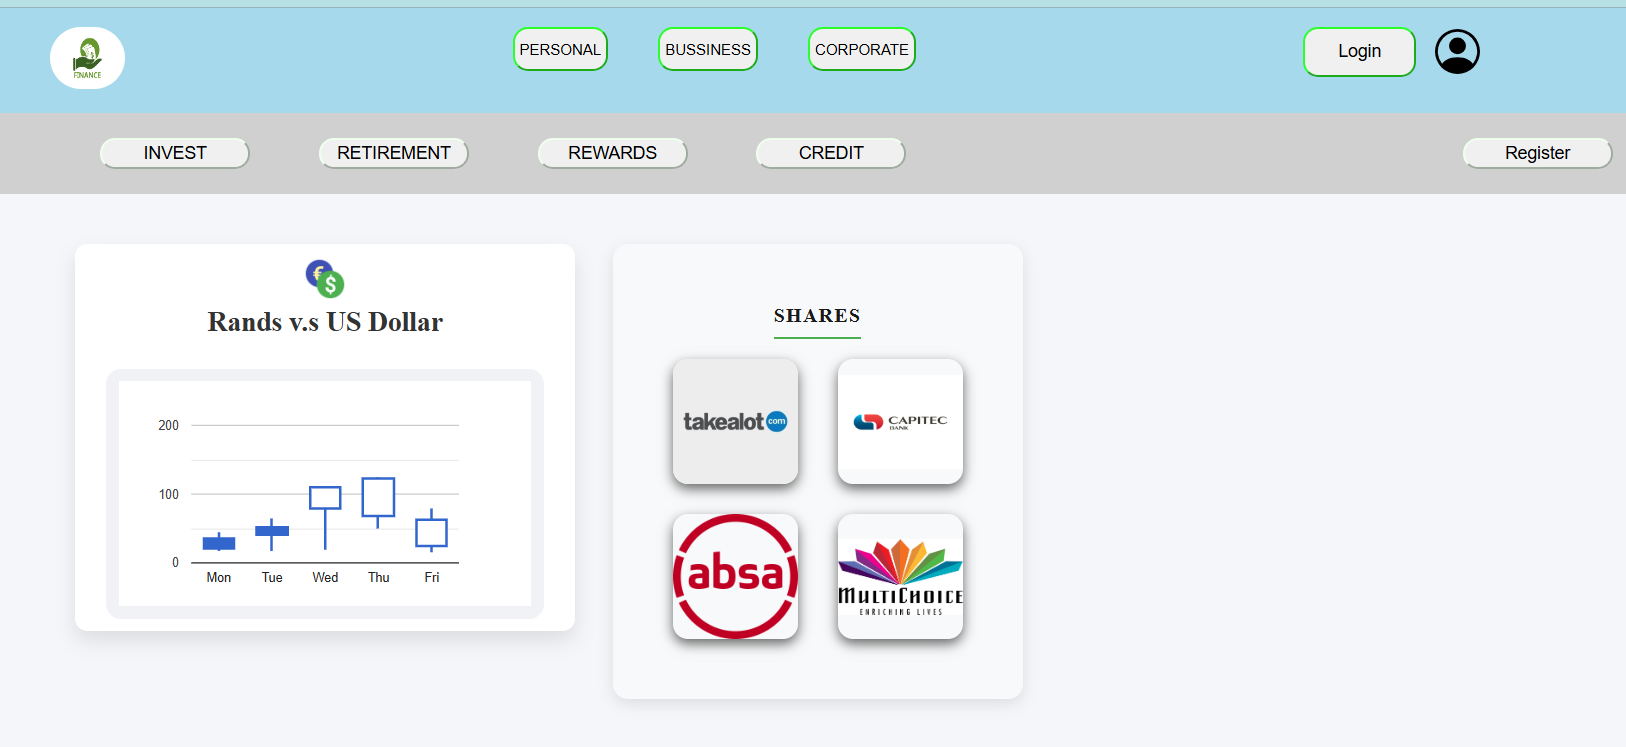 FINANCE
PERSONAL
BUSSINESS
CORPORATE
Login
INVEST
RETIREMENT
REWARDS
CREDIT
Register
€
$
Rands v.s US Dollar
200
100
0
Mon
Tue
Wed
Thu
Fri
SHARES
takealot com
CAPITEC
BANK
absa
MULTICHOICE
ENRICHING LIVES